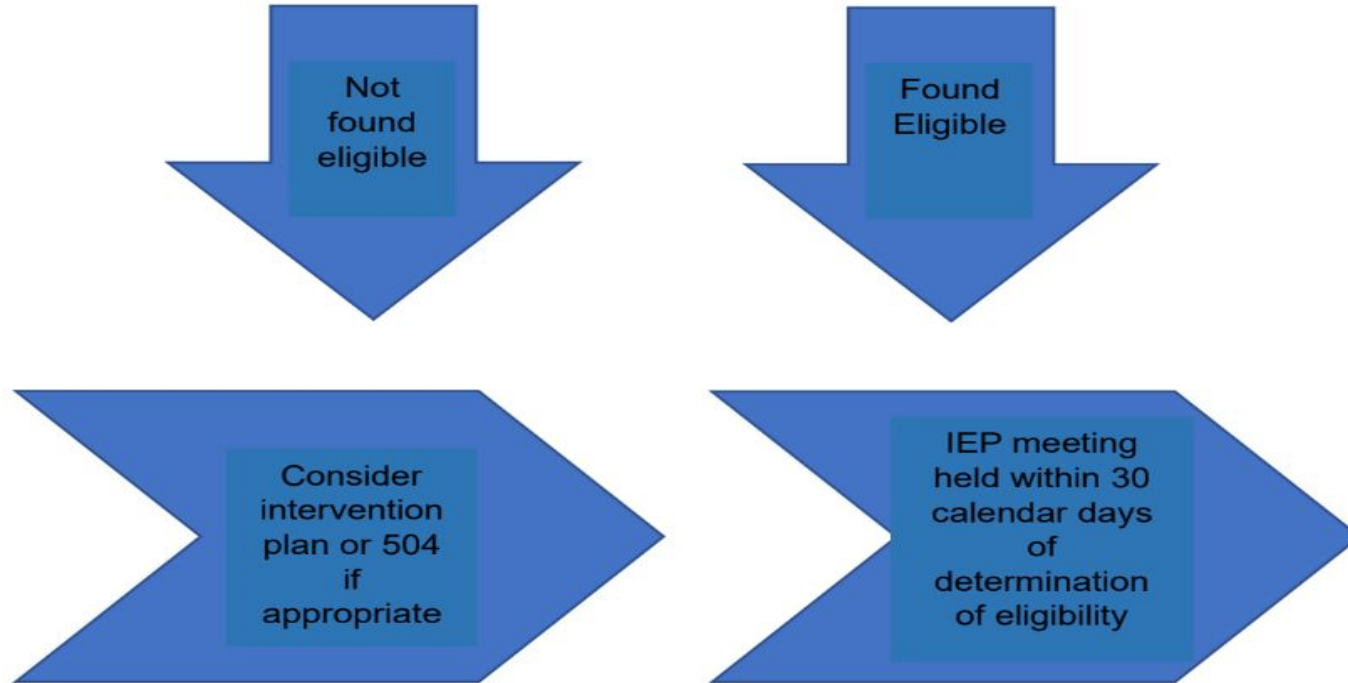 Not
found
eligible
Found
Eligible
Consider
intervention
plan or 504
if
appropriate
IEP meeting
held within 30
calendar days
of
determination
of eligibility